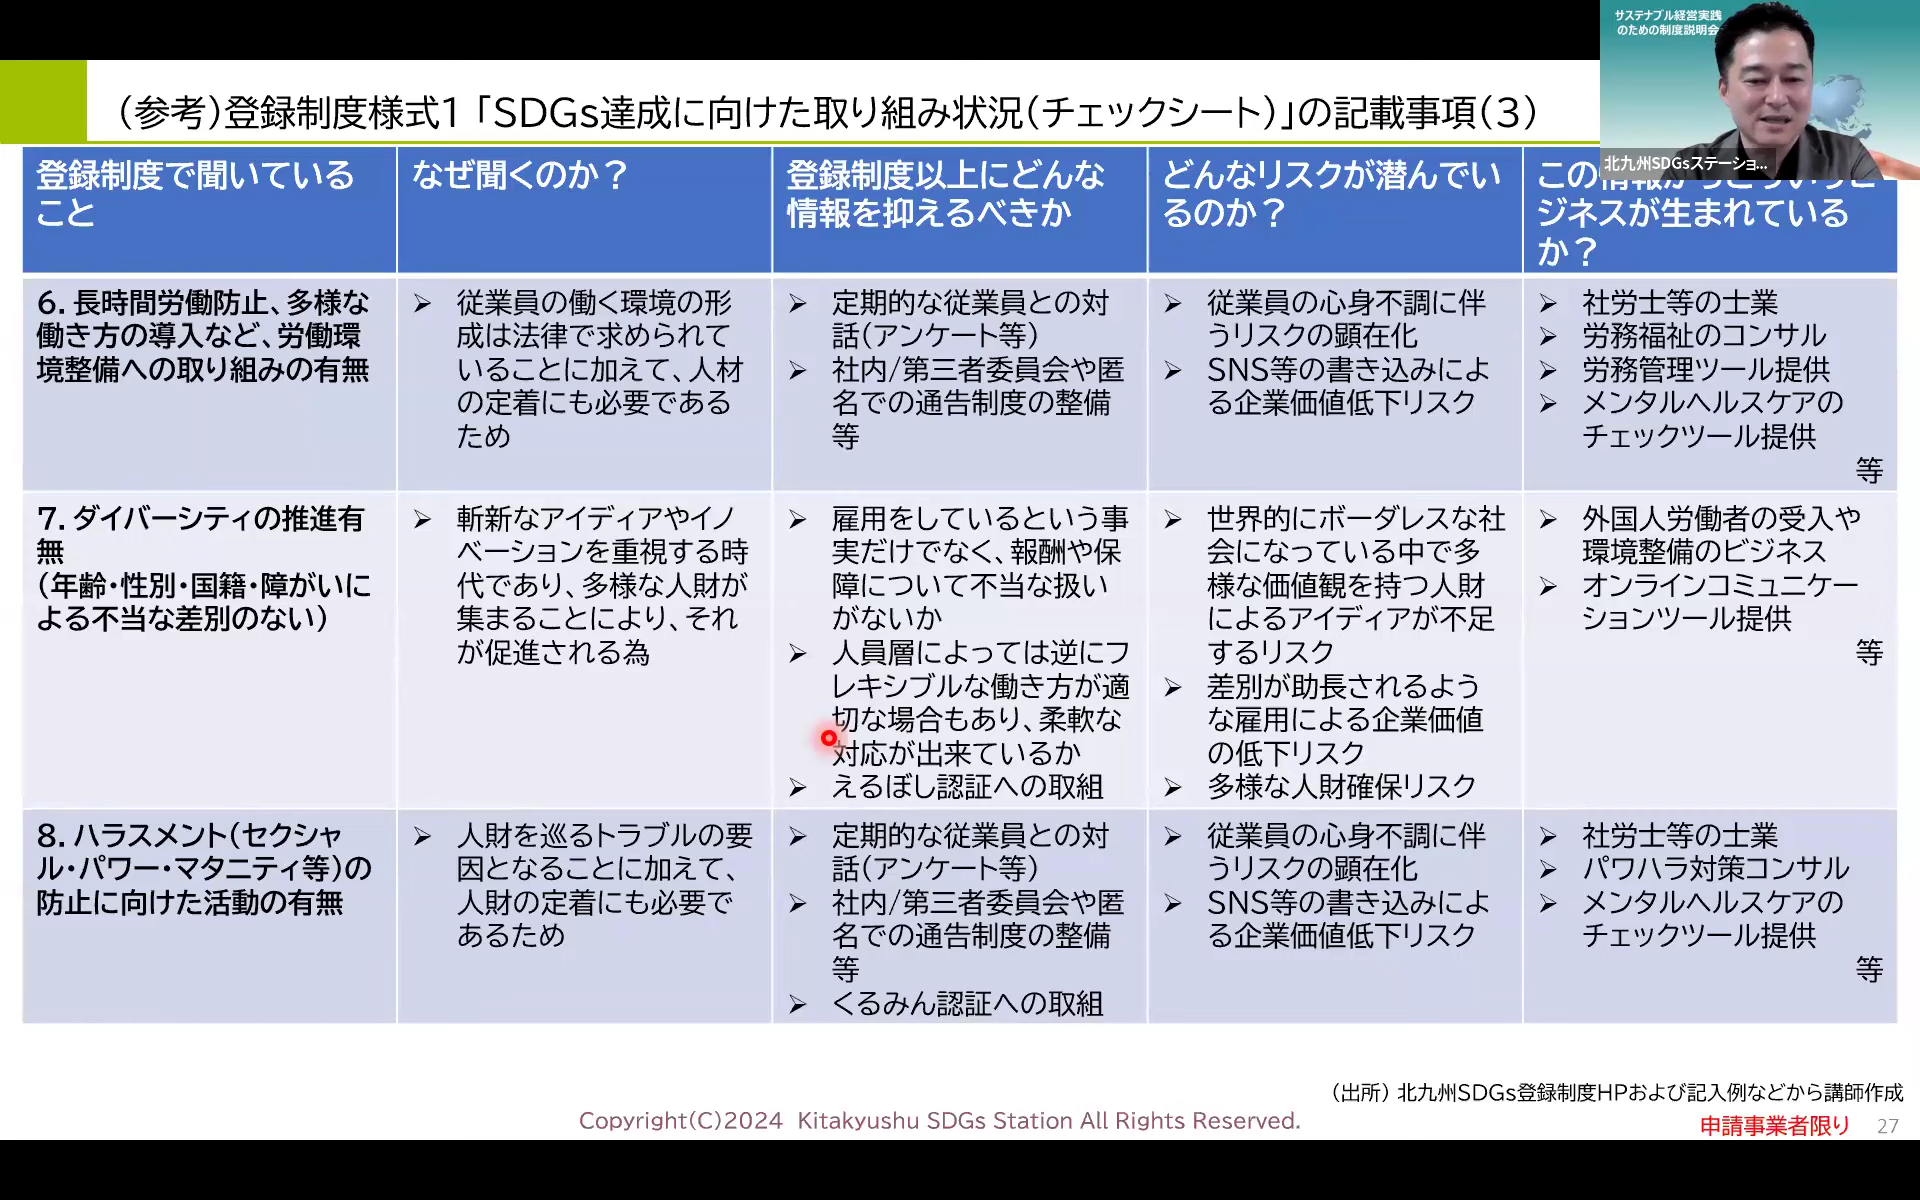 サステナブル経営実践
のための制度説明会
北九州SDGsステーショ...
（参考）登録制度様式1「SDGs達成に向けた取り組み状況（チェックシート）」の記載事項（3）
登録制度で聞いている
こと
なぜ聞くのか？
登録制度以上にどんな
情報を抑えるべきか
どんなリスクが潜んでい
るのか？
ジネスが生まれている
か？
6. 長時間労働防止、多様な
働き方の導入など、労働環
境整備への取り組みの有無
➢ 従業員の働く環境の形
成は法律で求められて
いることに加えて、人材
の定着にも必要である
ため
➢ 定期的な従業員との対
話（アンケート等）
➢ 社内/第三者委員会や匿
名での通告制度の整備
等
➢ 従業員の心身不調に伴
うリスクの顕在化
➢ SNS等の書き込みによ
る企業価値低下リスク
➢ 社労士等の士業
➢ 労務福祉のコンサル
➢ 労務管理ツール提供
➢ メンタルヘルスケアの
チェックツール提供
等
7. ダイバーシティの推進有
無
（年齢・性別・国籍・障がいに
よる不当な差別のない）
➢ 斬新なアイディアやイノ
ベーションを重視する時
代であり、多様な人財が
集まることにより、それ
が促進される為
➢ 雇用をしているという事
実だけでなく、報酬や保
障について不当な扱い
がないか
➢ 人員層によっては逆にフ
レキシブルな働き方が適
切な場合もあり、柔軟な
対応が出来ているか
➢ えるぼし認証への取組
➢ 世界的にボーダレスな社
会になっている中で多
様な価値観を持つ人財
によるアイディアが不足
するリスク
➢ 差別が助長されるよう
な雇用による企業価値
の低下リスク
➢ 多様な人財確保リスク
➢ 外国人労働者の受入や
環境整備のビジネス
➢ オンラインコミュニケー
ションツール提供
等
8. ハラスメント（セクシャ
ル・パワー・マタニティ等）の
防止に向けた活動の有無
➢ 人財を巡るトラブルの要
因となることに加えて、
人財の定着にも必要で
あるため
➢ 定期的な従業員との対
話（アンケート等）
➢ 社内/第三者委員会や匿
名での通告制度の整備
等
➢ くるみん認証への取組
➢ 従業員の心身不調に伴
うリスクの顕在化
➢ SNS等の書き込みによ
る企業価値低下リスク
➢ 社労士等の士業
➢ パワハラ対策コンサル
➢ メンタルヘルスケアの
チェックツール提供
等
（出所）北九州SDGs登録制度HPおよび記入例などから講師作成
Copyright(C)2024 Kitakyushu SDGs Station All Rights Reserved.
申請事業者限り 27